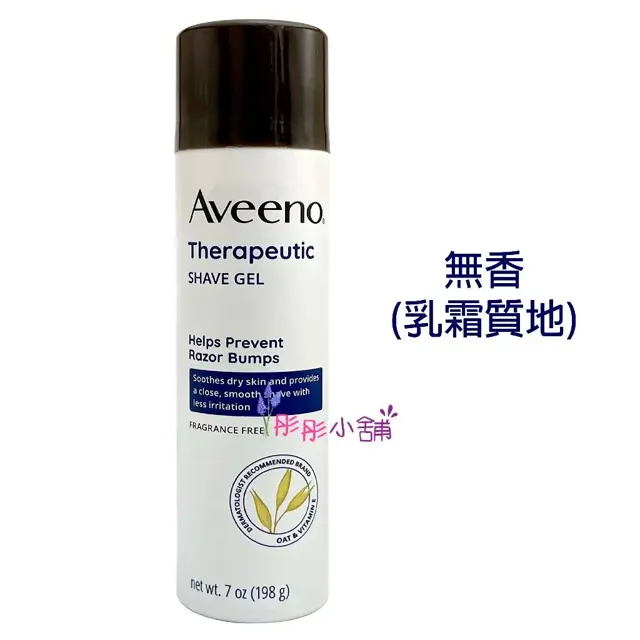 Aveeno®
Therapeutic
SHAVE GEL
Helps Prevent
Razor Bumps
Soothes dry skin and provides
a close, smooth shave with
less irritation
FRAGRANCE FREE
彤彤小舖
DERMATOLOGIST RECOMMENDED BRAND
OAT & VITAMIN E
net wt. 7 oz (198 g)
無香
(乳霜質地)